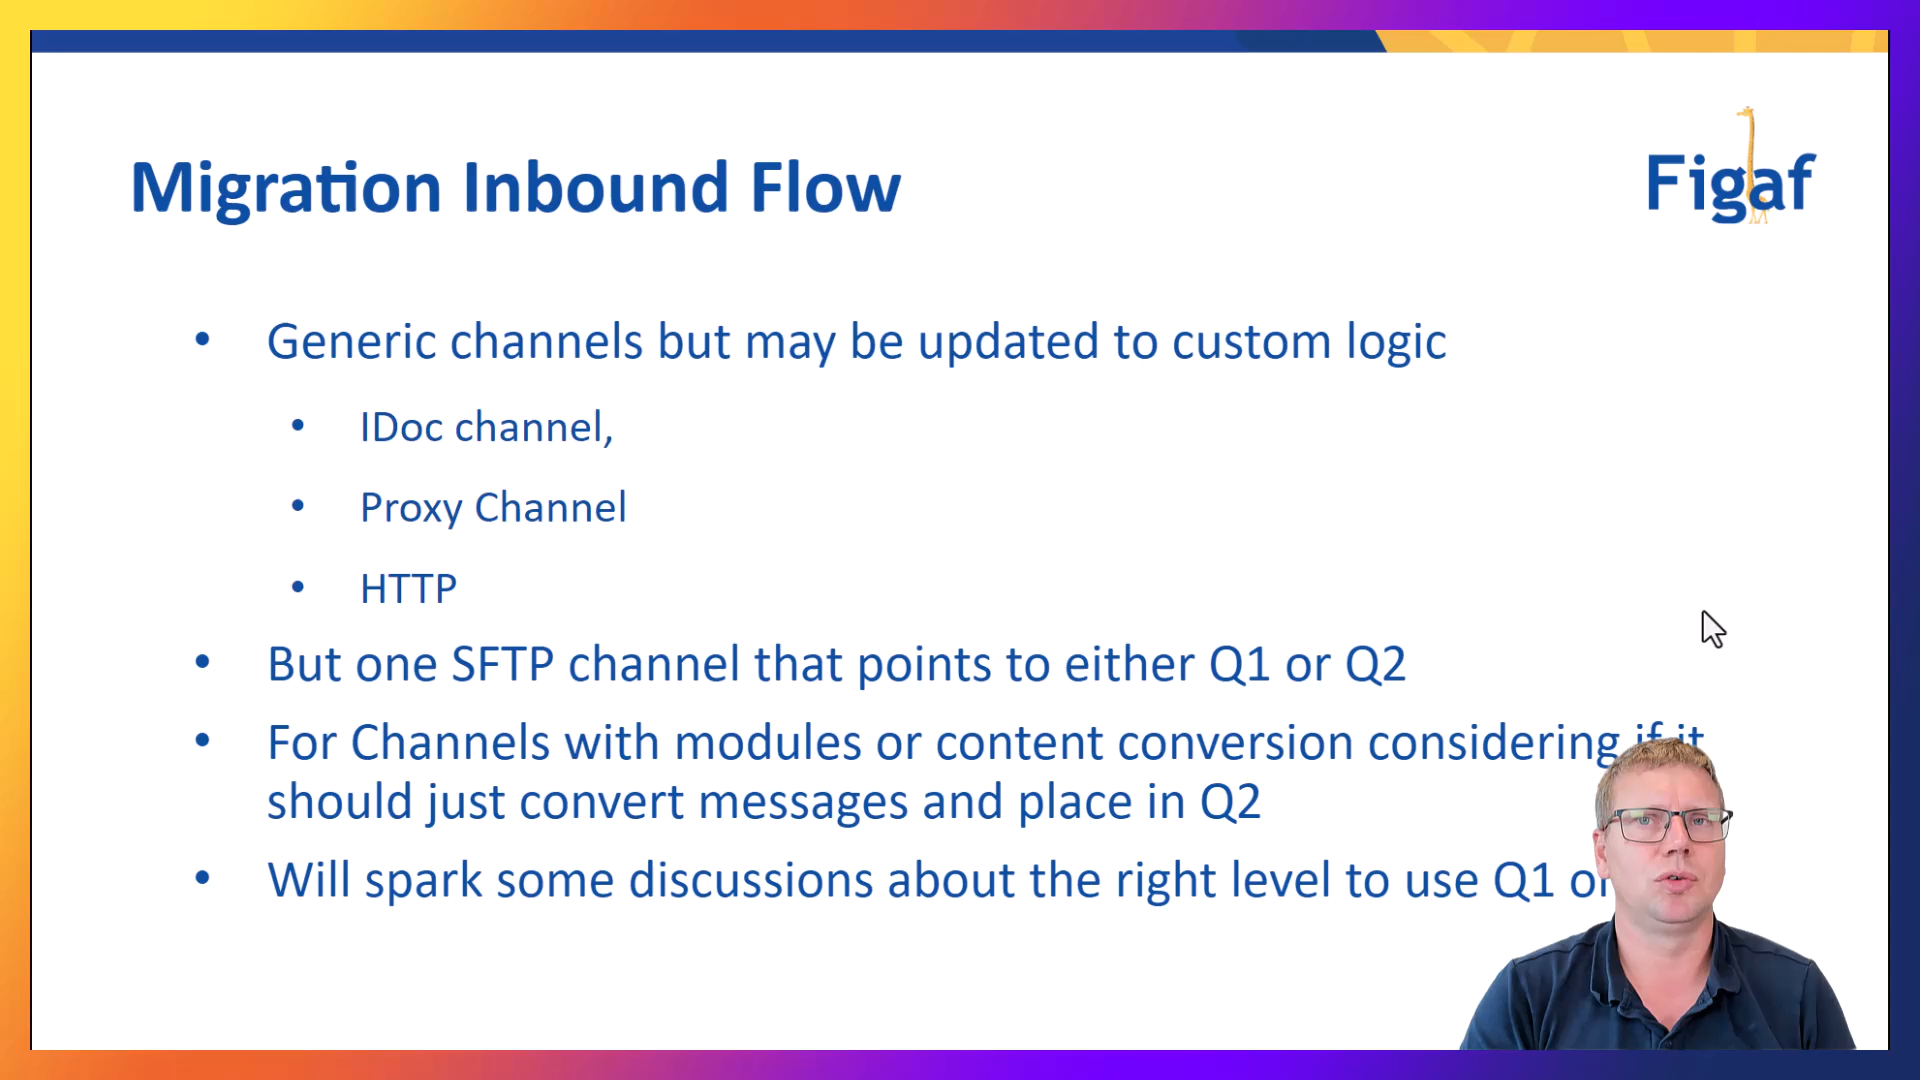 Migration Inbound Flow
Figaf
• Generic channels but may be updated to custom logic
• IDoc channel,
• Proxy Channel
• HTTP
• But one SFTP channel that points to either Q1 or Q2
• For Channels with modules or content conversion considering if it
should just convert messages and place in Q2
• Will spark some discussions about the right level to use Q1 or